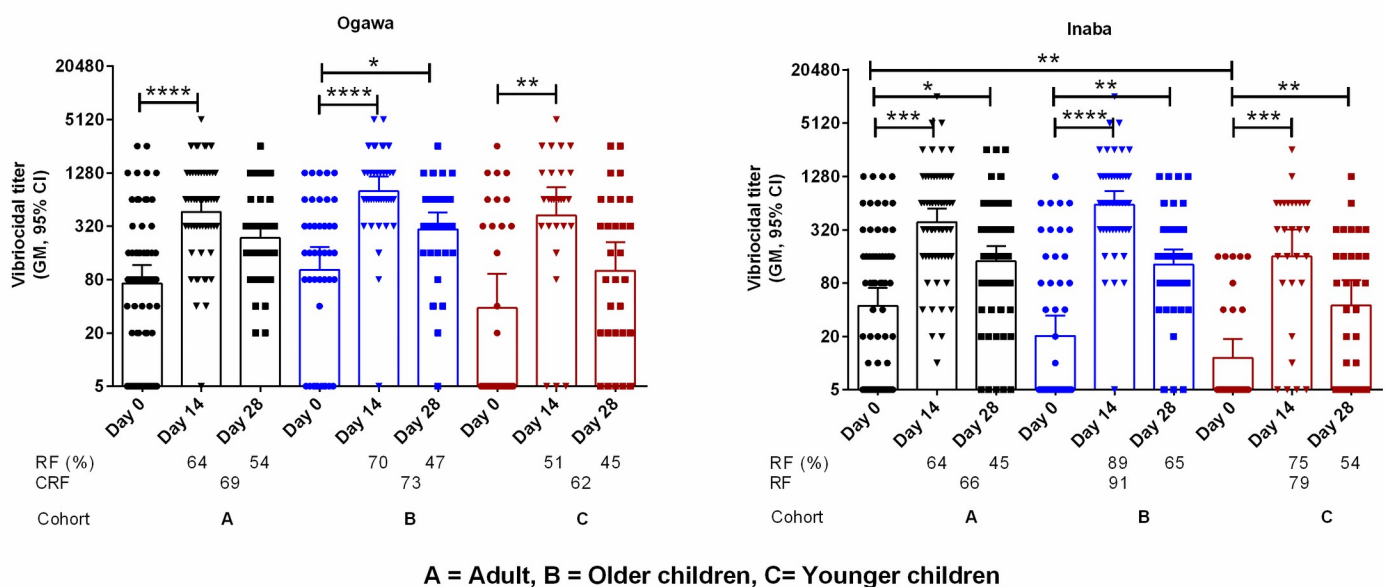 Ogawa
Vibriocidal titer
(GM, 95% CI)
20480
5120
1280
320
80
20
5
****
*
****
**
Day 0
Day 14
Day 28
Day 0
Day 14
Day 28
Day 0
Day 14
Day 28
RF (%) 64 54 70 47 51 45
CRF 69 73 62
Cohort A B C
Inaba
Vibriocidal titer
(GM, 95% CI)
20480
5120
1280
320
80
20
5
**
*
**
**
***
****
***
Day 0
Day 14
Day 28
Day 0
Day 14
Day 28
Day 0
Day 14
Day 28
RF (%) 64 45 89 65 75 54
RF 66 91 79
Cohort A B C
A = Adult, B = Older children, C= Younger children